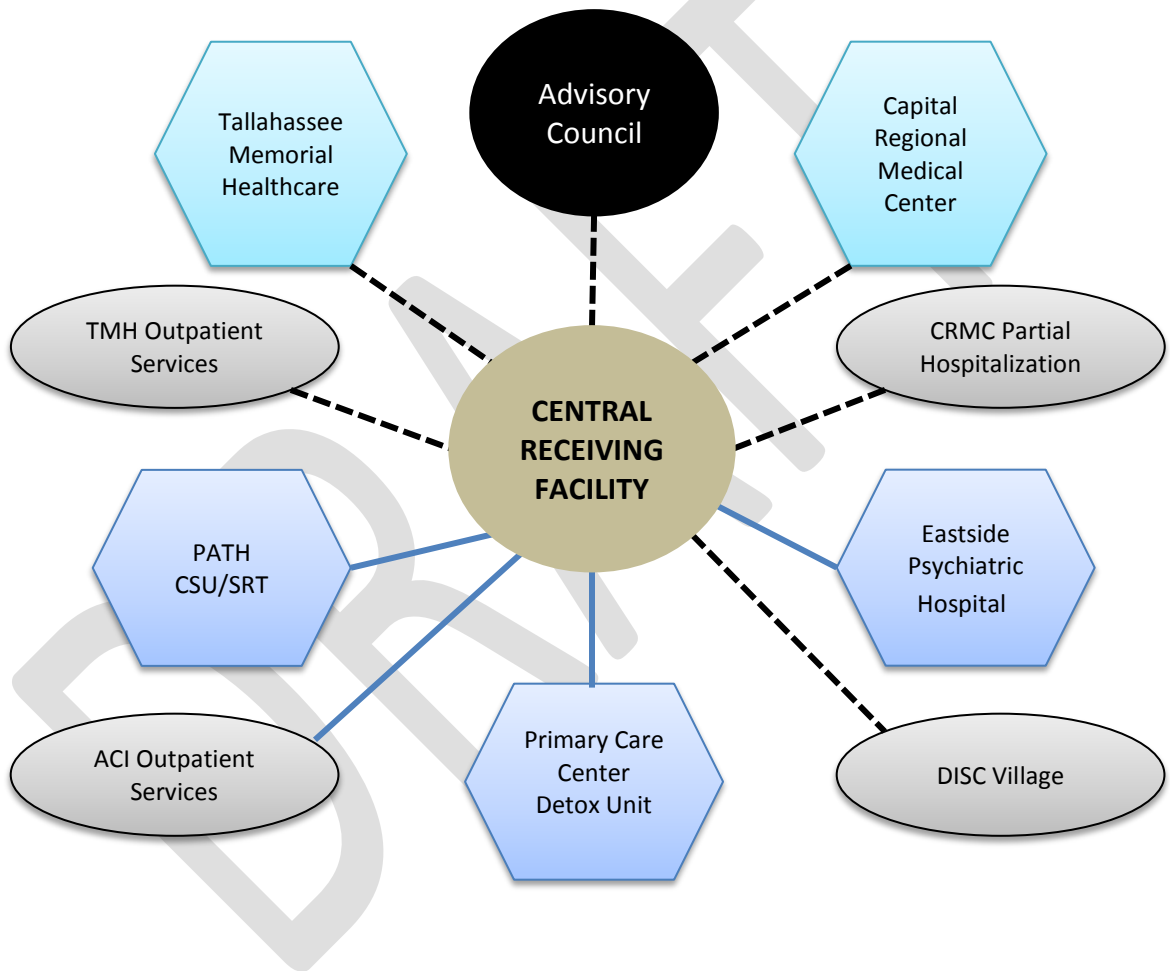 DRAFT
Advisory
Council
Tallahassee
Memorial
Healthcare
Capital
Regional
Medical
Center
TMH Outpatient
Services
CRMC Partial
Hospitalization
CENTRAL
RECEIVING
FACILITY
PATH
CSU/SRT
Eastside
Psychiatric
Hospital
ACI Outpatient
Services
Primary Care
Center
Detox Unit
DISC Village